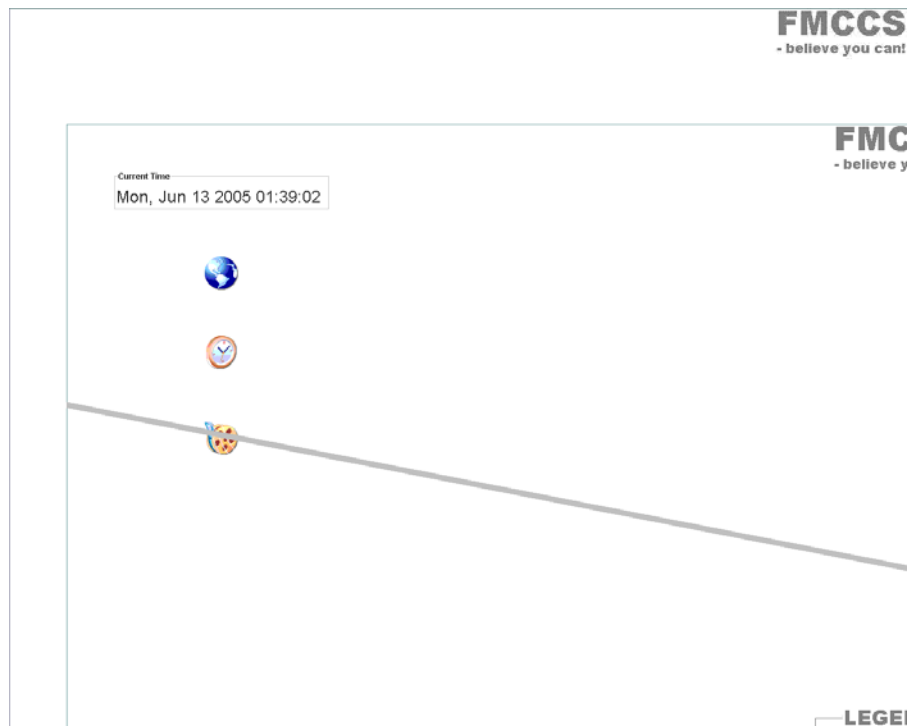 FMCCS
- believe you can!
FMC
- believe y
Current Time
Mon, Jun 13 2005 01:39:02
LEGE